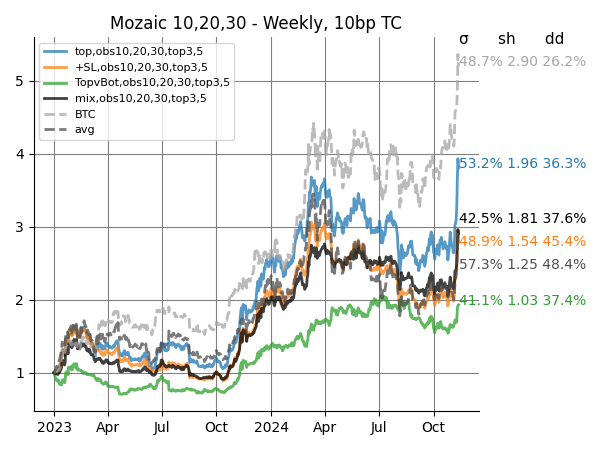 Mozaic 10,20,30 - Weekly, 10bp TC
σ sh dd
top,obs10,20,30,top3,5
+SL,obs10,20,30,top3,5
TopvBot,obs10,20,30,top3,5
mix,obs10,20,30,top3,5
BTC
avg
48.7% 2.90 26.2%
53.2% 1.96 36.3%
42.5% 1.81 37.6%
48.9% 1.54 45.4%
57.3% 1.25 48.4%
41.1% 1.03 37.4%
5
4
3
2
1
2023 Apr Jul Oct 2024 Apr Jul Oct